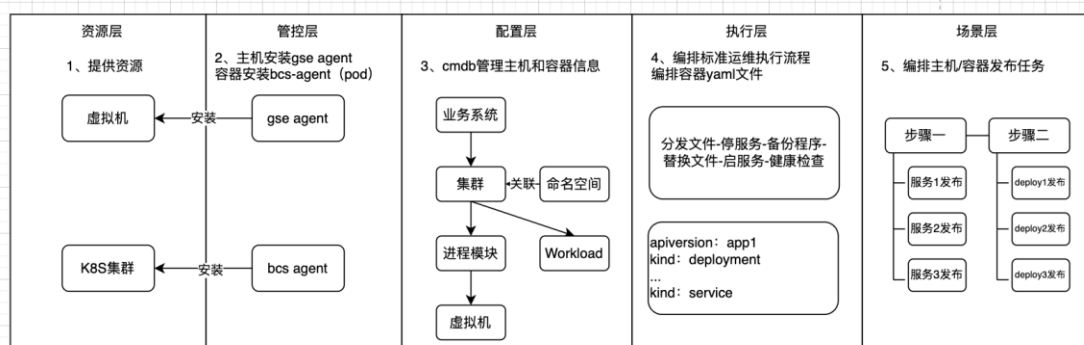 资源层
1、提供资源
虚拟机
K8S集群
安装
安装
管控层
2、主机安装gse agent
容器安装bcs-agent（pod）
gse agent
bcs agent
配置层
3、cmdb管理主机和容器信息
业务系统
集群
关联
命名空间
进程模块
Workload
虚拟机
执行层
4、编排标准运维执行流程
编排容器yaml文件
分发文件-停服务-备份程序-
替换文件-启服务-健康检查
apiversion：app1
kind：deployment
...
kind：service
场景层
5、编排主机/容器发布任务
步骤一
步骤二
服务1发布
deploy1发布
服务2发布
deploy2发布
服务3发布
deploy3发布